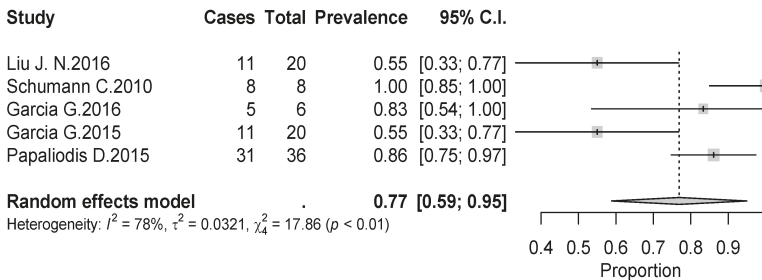 Study Cases Total Prevalence 95% C.I.
Liu J. N.2016 11 20 0.55 [0.33; 0.77]
Schumann C.2010 8 8 1.00 [0.85; 1.00]
Garcia G.2016 5 6 0.83 [0.54; 1.00]
Garcia G.2015 11 20 0.55 [0.33; 0.77]
Papaliodis D.2015 31 36 0.86 [0.75; 0.97]
Random effects model . 0.77 [0.59; 0.95]
Heterogeneity: I² = 78%, τ² = 0.0321, χ²₄ = 17.86 (p < 0.01)
0.4 0.5 0.6 0.7 0.8 0.9
Proportion